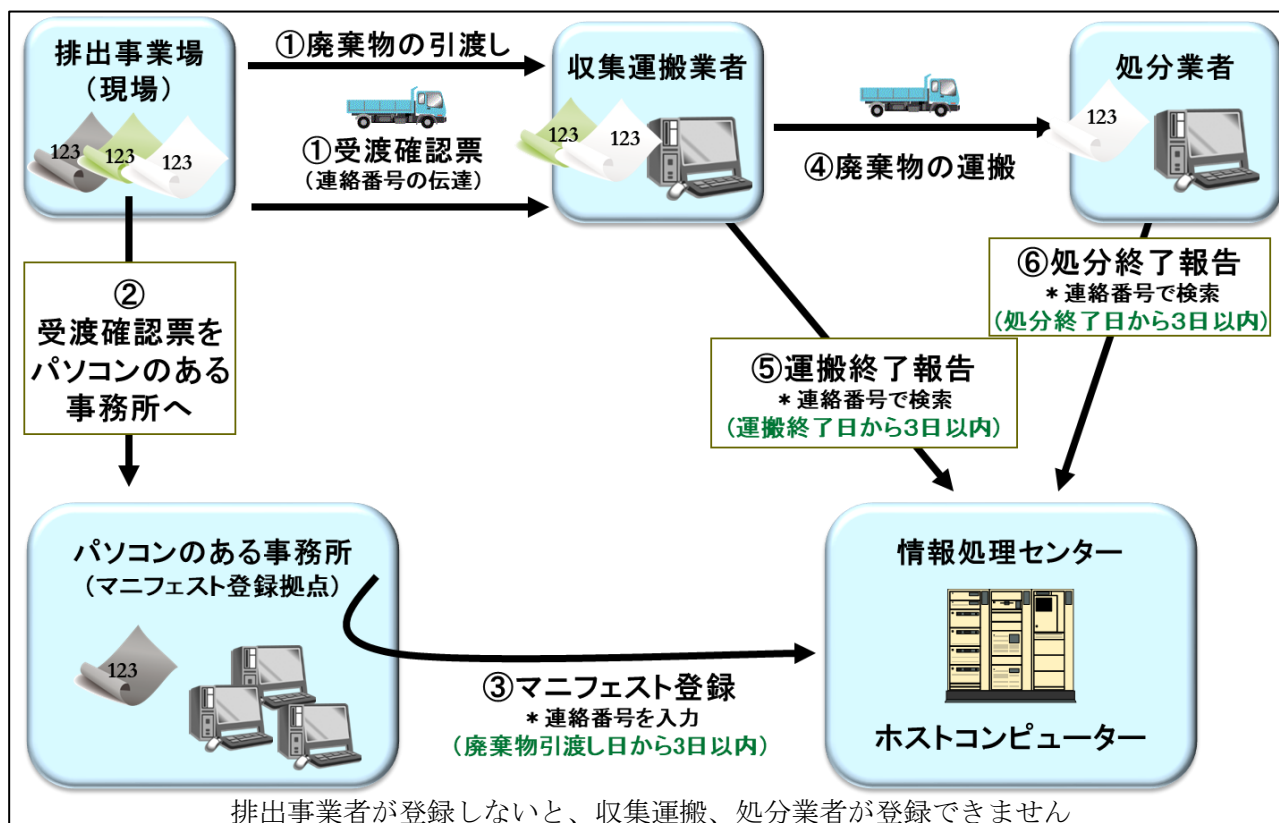 排出事業場
（現場）
123
123
123
①廃棄物の引渡し
①受渡確認票
（連絡番号の伝達）
収集運搬業者
123
123
④廃棄物の運搬
処分業者
123
②
受渡確認票を
パソコンのある
事務所へ
⑤運搬終了報告
＊連絡番号で検索
（運搬終了日から3日以内）
⑥処分終了報告
＊連絡番号で検索
（処分終了日から3日以内）
パソコンのある事務所
（マニフェスト登録拠点）
123
③マニフェスト登録
＊連絡番号を入力
（廃棄物引渡し日から3日以内）
情報処理センター
ホストコンピューター
排出事業者が登録しないと、収集運搬、処分業者が登録できません